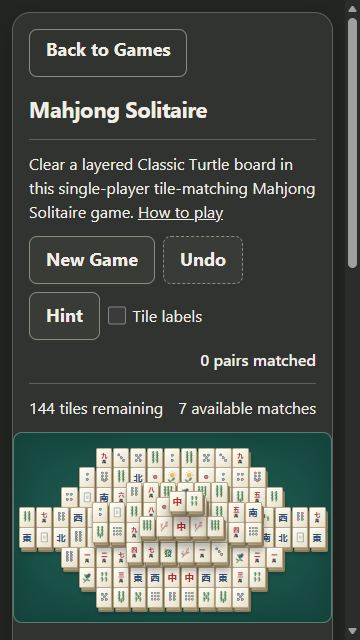 Back to Games
Mahjong Solitaire
Clear a layered Classic Turtle board in
this single-player tile-matching Mahjong
Solitaire game. How to play
New Game
Undo
Hint
Tile labels
0 pairs matched
144 tiles remaining
7 available matches